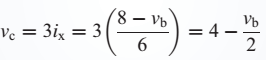 v_c = 3i_x = 3((8 − v_b)/6) = 4 − v_b/2